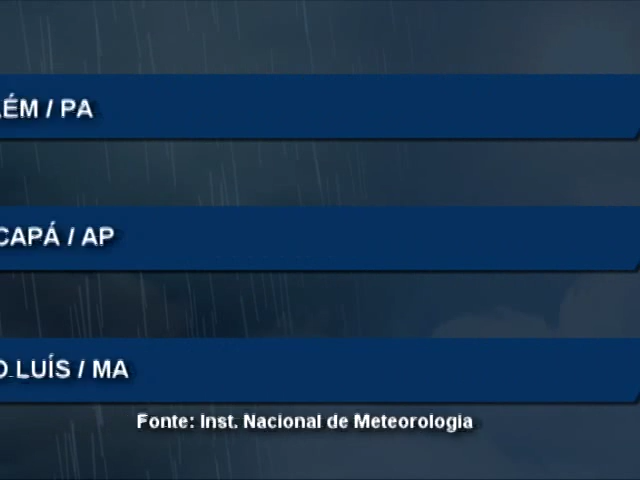 ÉM / PA
CAPÁ / AP
O LUÍS / MA
Fonte: Inst. Nacional de Meteorologia